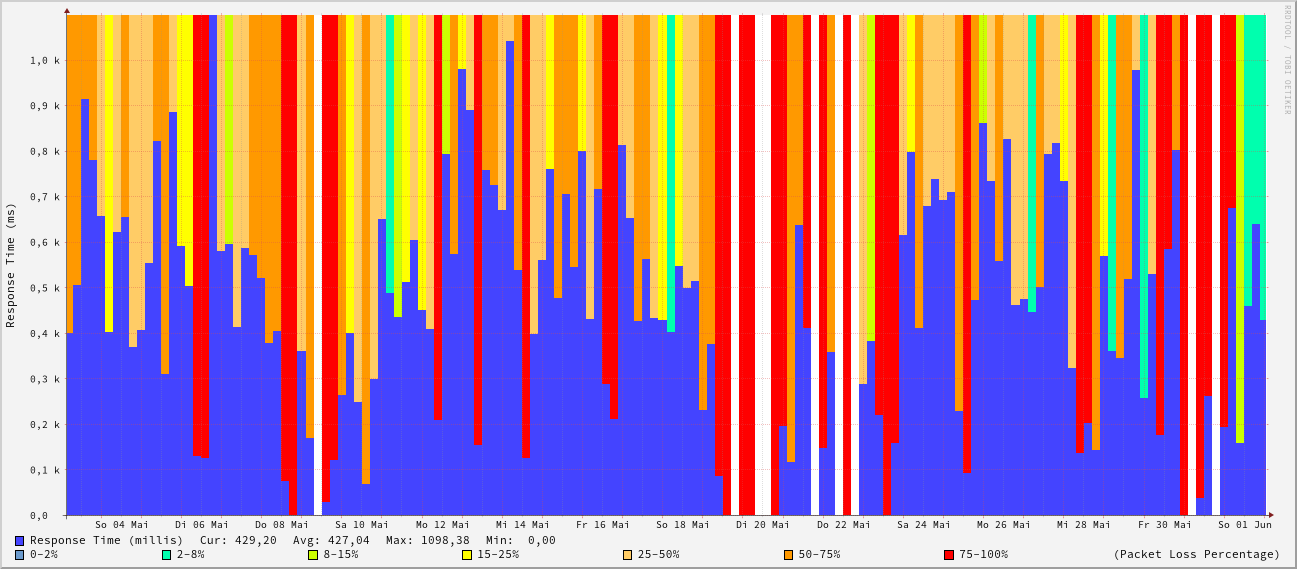 RRDTOOL / TOBI OETIKER
Response Time (ms)
1,0 k
0,9 k
0,8 k
0,7 k
0,6 k
0,5 k
0,4 k
0,3 k
0,2 k
0,1 k
0,0
So 04 Mai Di 06 Mai Do 08 Mai Sa 10 Mai Mo 12 Mai Mi 14 Mai Fr 16 Mai So 18 Mai Di 20 Mai Do 22 Mai Sa 24 Mai Mo 26 Mai Mi 28 Mai Fr 30 Mai So 01 Jun
Response Time (millis) Cur: 429,20 Avg: 427,04 Max: 1098,38 Min: 0,00
0-2% 2-8% 8-15% 15-25% 25-50% 50-75% 75-100% (Packet Loss Percentage)